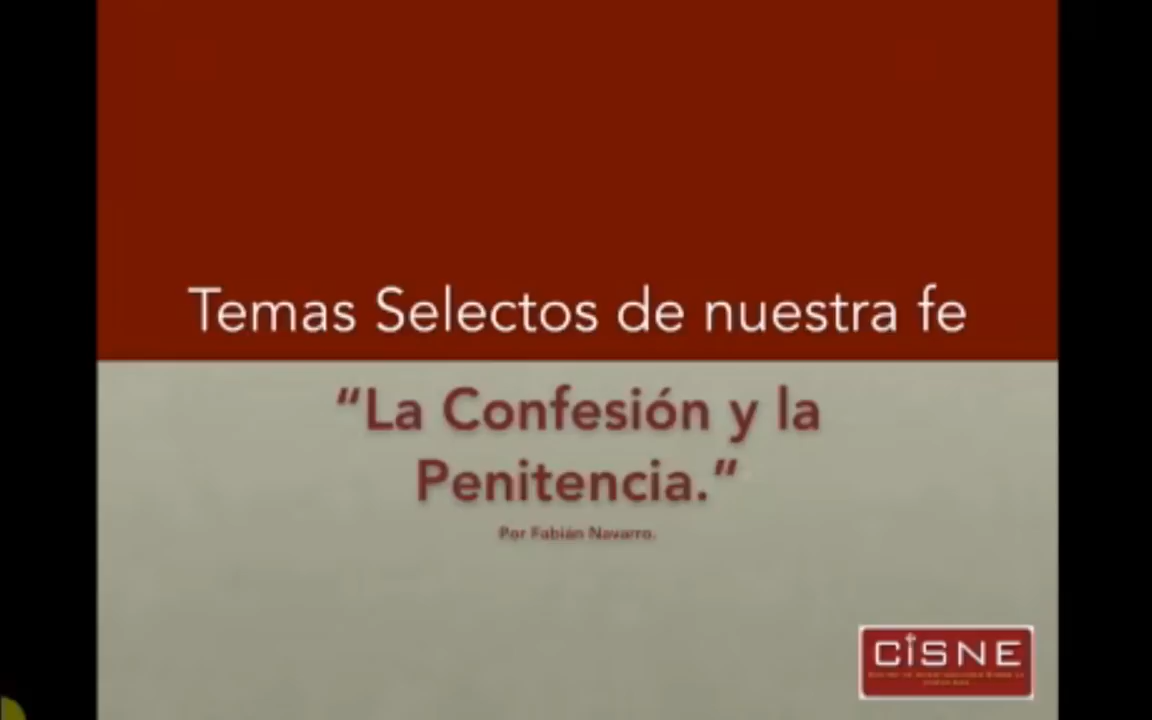 Temas Selectos de nuestra fe
“La Confesión y la
Penitencia.”
Por Fabián Navarro.
CISNE